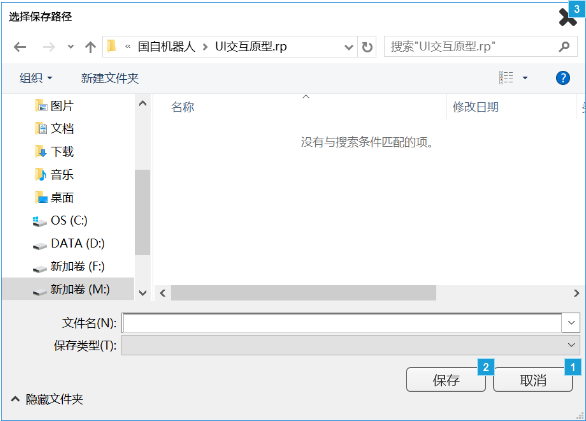 选择保存路径
3
« 国自机器人 › UI交互原型.rp
搜索"UI交互原型.rp"
组织
新建文件夹
?
图片
文档
下载
音乐
桌面
OS (C:)
DATA (D:)
新加卷 (F:)
新加卷 (M:)
名称
修改日期
没有与搜索条件匹配的项。
文件名(N):
保存类型(T):
保存
2
取消
1
隐藏文件夹